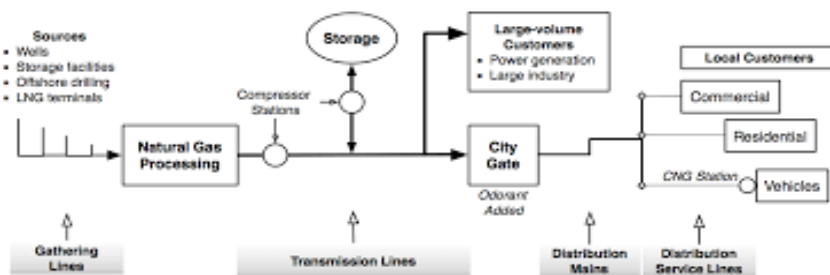 Sources
• Wells
• Storage facilities
• Offshore drilling
• LNG terminals
Storage
Compressor
Stations
Large-volume
Customers
• Power generation
• Large industry
Local Customers
Commercial
Residential
CNG Station
Vehicles
Natural Gas
Processing
City
Gate
Odorant
Added
Gathering
Lines
Transmission Lines
Distribution
Mains
Distribution
Service Lines